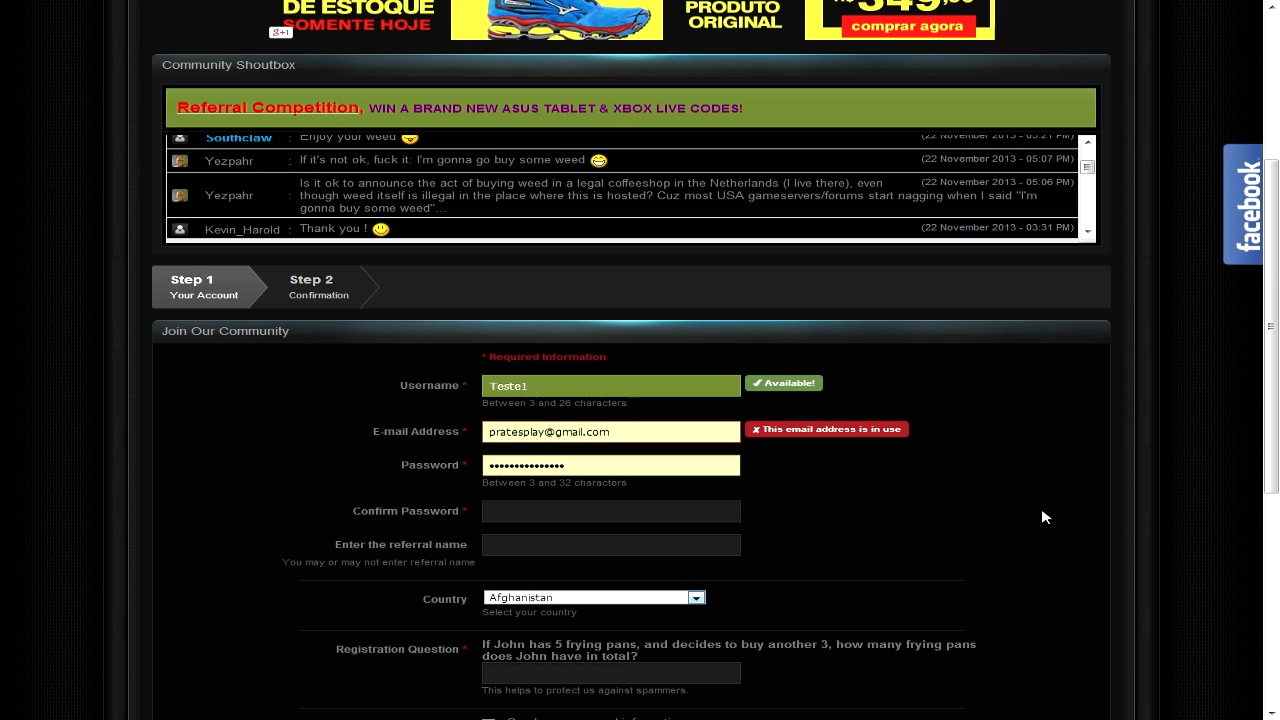 DE ESTOQUE
SOMENTE HOJE
PRODUTO
ORIGINAL
comprar agora
g+1
Community Shoutbox
Referral Competition, WIN A BRAND NEW ASUS TABLET & XBOX LIVE CODES!
Southclaw : Enjoy your weed (22 November 2013 - 05:21 PM)
Yezpahr : If it's not ok, fuck it: I'm gonna go buy some weed (22 November 2013 - 05:07 PM)
Is it ok to announce the act of buying weed in a legal coffeeshop in the Netherlands (I live there), even (22 November 2013 - 05:06 PM)
Yezpahr : though weed itself is illegal in the place where this is hosted? Cuz most USA gameservers/forums start nagging when I said "I'm
gonna buy some weed"...
Kevin_Harold : Thank you ! (22 November 2013 - 03:31 PM)
facebook
Step 1
Your Account
Step 2
Confirmation
Join Our Community
* Required Information
Username * Teste1 ✔ Available!
Between 3 and 26 characters
E-mail Address * pratesplay@gmail.com x This email address is in use
Password * •••••••••••••••
Between 3 and 32 characters
Confirm Password *
Enter the referral name
You may or may not enter referral name
Country Afghanistan
Select your country
Registration Question * If John has 5 frying pans, and decides to buy another 3, how many frying pans
does John have in total?
This helps to protect us against spammers.